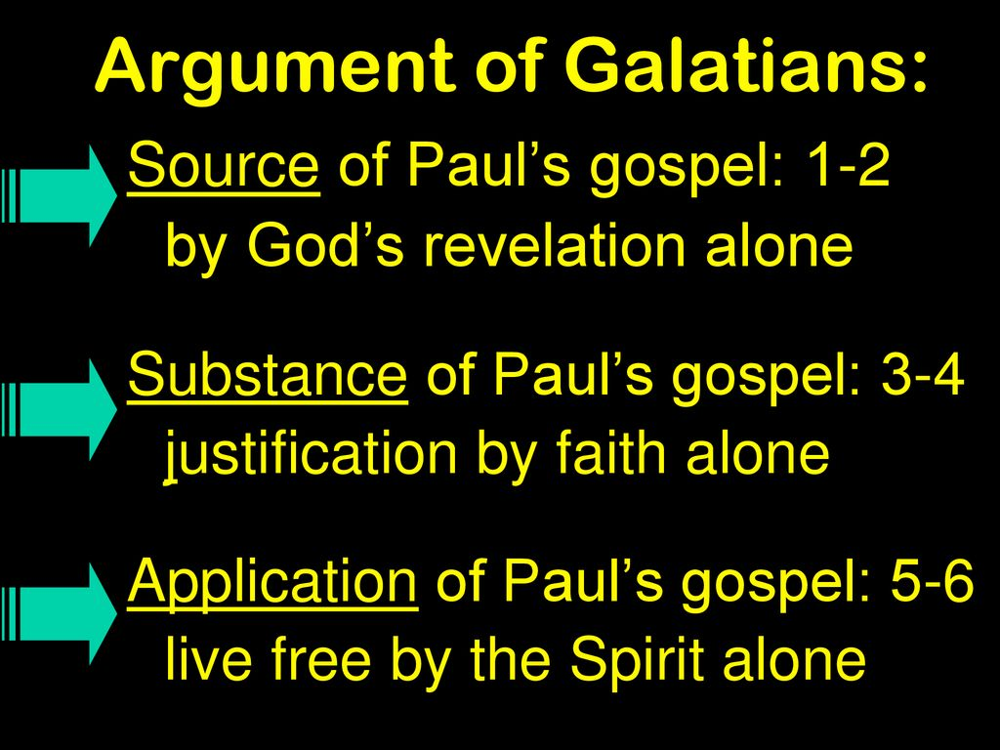 Argument of Galatians:
Source of Paul’s gospel: 1-2
by God’s revelation alone
Substance of Paul’s gospel: 3-4
justification by faith alone
Application of Paul’s gospel: 5-6
live free by the Spirit alone